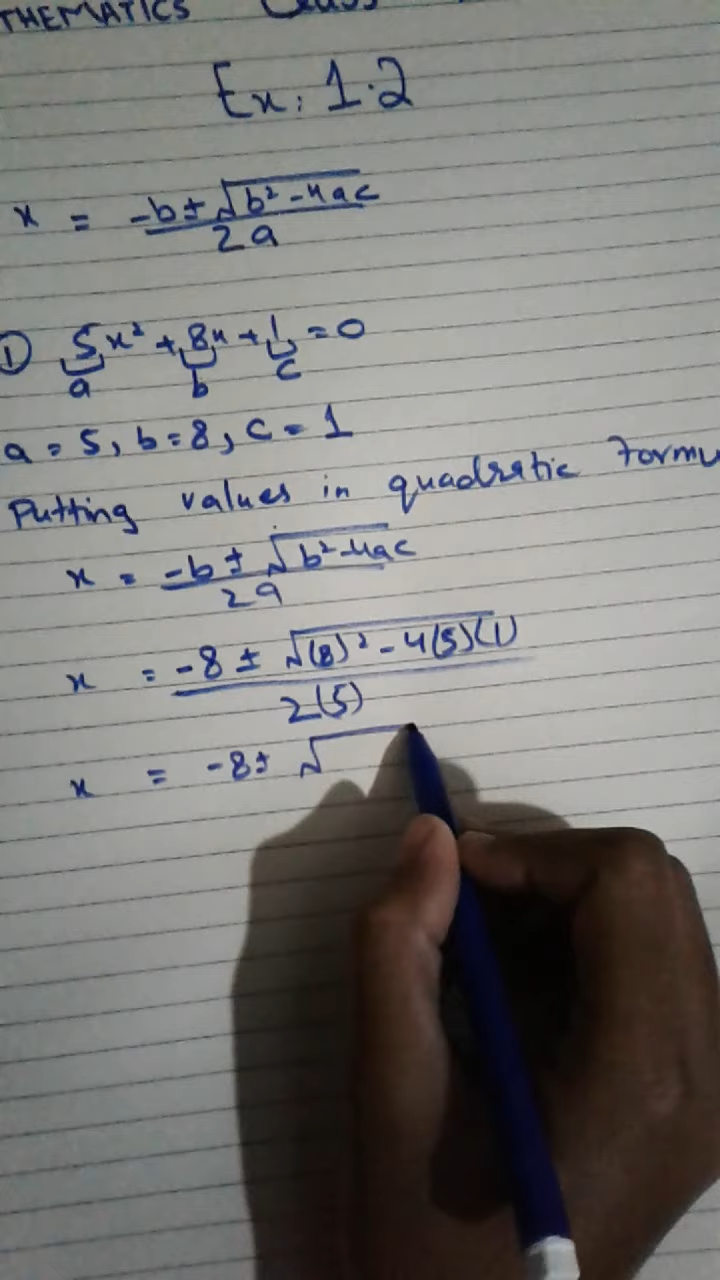 THEMATICS Class
Ex: 1.2
x = -b ± √b² - 4ac / 2a
① 5x² + 8x + 1 = 0
a b c
a = 5, b = 8, c = 1
Putting values in quadratic formu
x = -b ± √b² - 4ac / 2a
x = -8 ± √(8)² - 4(5)(1) / 2(5)
x = -8 ± √